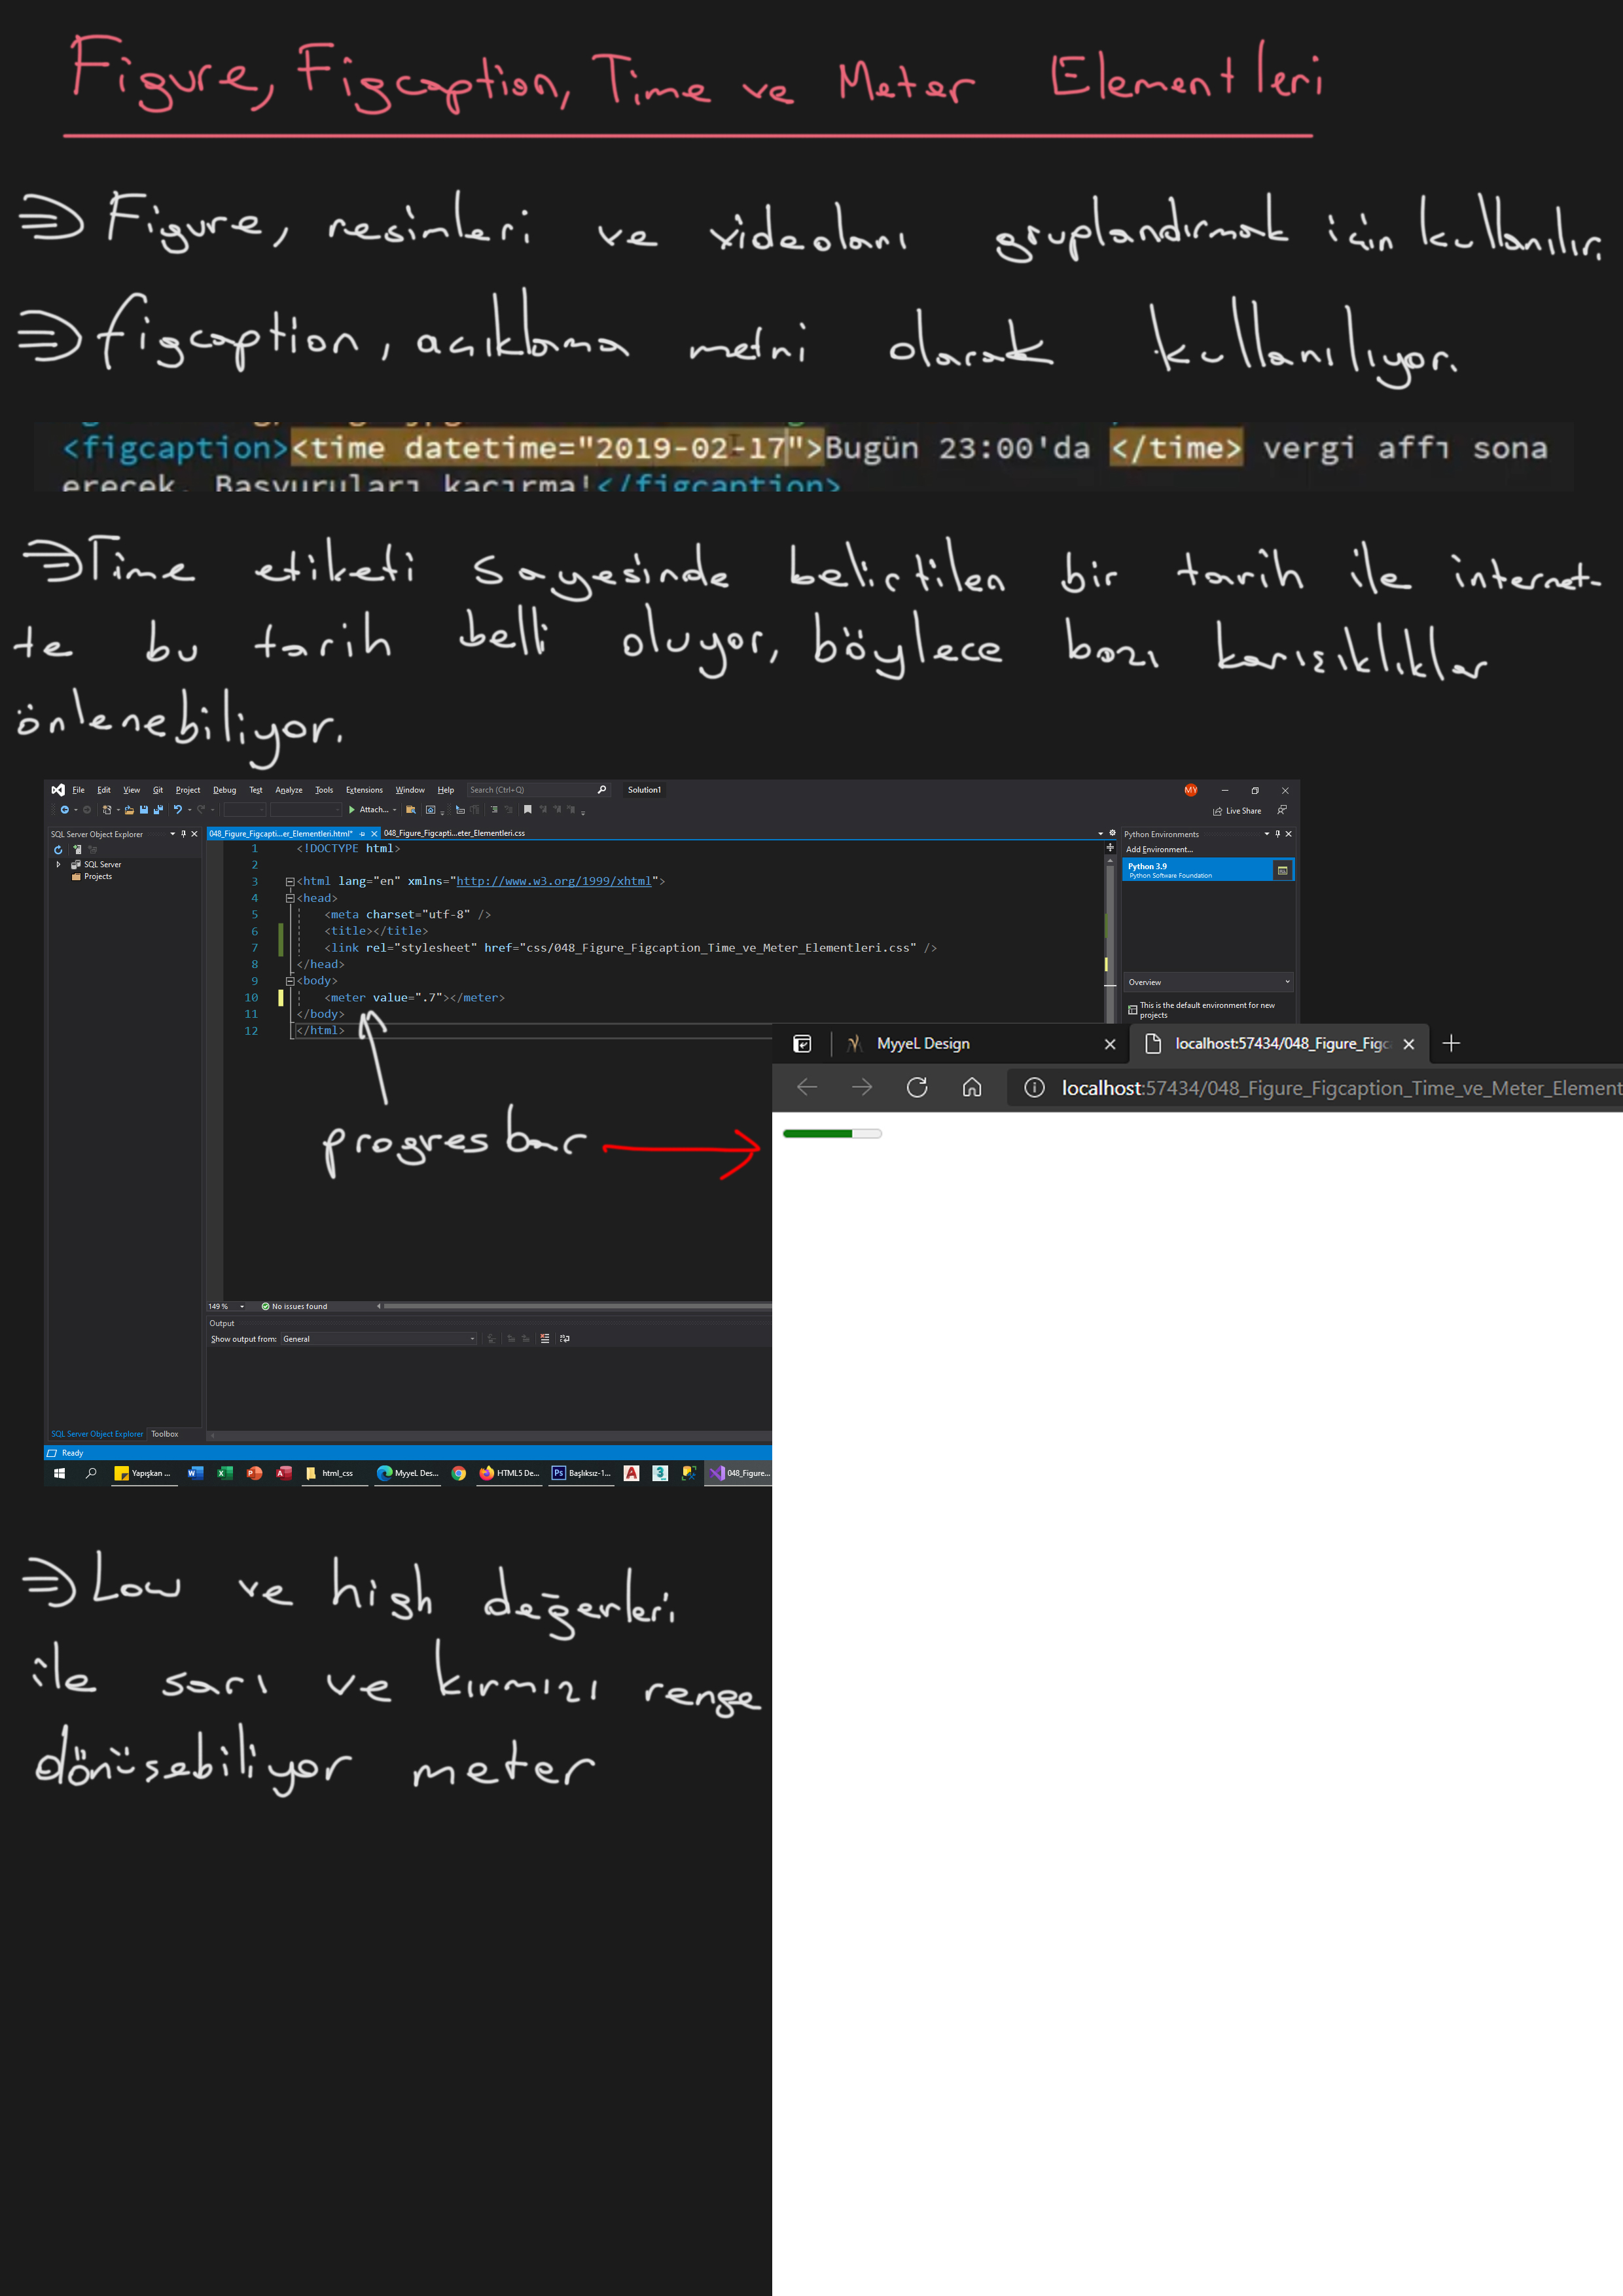 Figure, Figcaption, Time ve Meter Elementleri
⇒ Figure, resimleri ve videoları gruplandırmak için kullanılır.
⇒ figcaption, açıklama metni olarak kullanılıyor.
<figcaption><time datetime="2019-02-17">Bugün 23:00'da </time> vergi affı sona
erecek. Başvuruları kaçırma!</figcaption>
⇒ Time etiketi sayesinde belirtilen bir tarih ile internet-
te bu tarih belli oluyor, böylece bazı karışıklıklar
önlenebiliyor.
File Edit View Git Project Debug Test Analyze Tools Extensions Window Help Search (Ctrl+Q) Solution1 MY
Attach... Live Share
SQL Server Object Explorer 048_Figure_Figcapti...er_Elementleri.html* 048_Figure_Figcapti...eter_Elementleri.css Python Environments
Add Environment...
SQL Server
Projects
Python 3.9
Python Software Foundation
Overview
This is the default environment for new
projects
1 <!DOCTYPE html>
2
3 <html lang="en" xmlns="http://www.w3.org/1999/xhtml">
4 <head>
5 <meta charset="utf-8" />
6 <title></title>
7 <link rel="stylesheet" href="css/048_Figure_Figcaption_Time_ve_Meter_Elementleri.css" />
8 </head>
9 <body>
10 <meter value=".7"></meter>
11 </body>
12 </html>
MyyeL Design localhost:57434/048_Figure_Figc
localhost:57434/048_Figure_Figcaption_Time_ve_Meter_Element
progresbar
149 % No issues found
Output
Show output from: General
SQL Server Object Explorer Toolbox
Ready
Yapışkan ... html_css MyyeL Des... HTML5 De... Başlıksız-1... 048_Figure...
⇒ Low ve high değerleri
ile sarı ve kırmızı renge
dönüsebiliyor meter